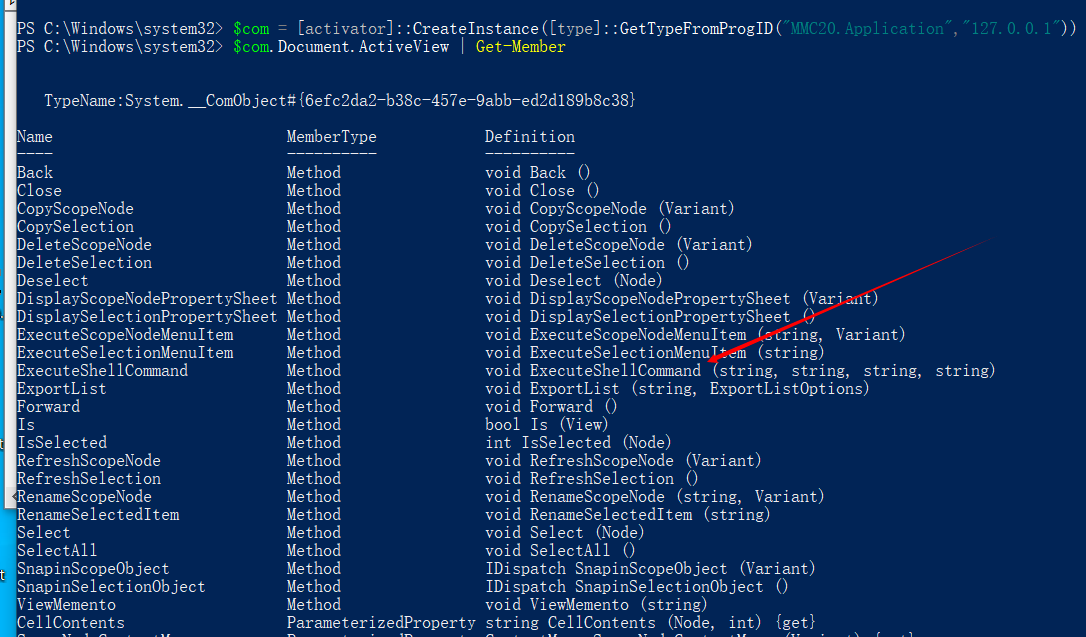 PS C:\Windows\system32> $com = [activator]::CreateInstance([type]::GetTypeFromProgID("MMC20.Application","127.0.0.1"))
PS C:\Windows\system32> $com.Document.ActiveView | Get-Member
TypeName:System.__ComObject#{6efc2da2-b38c-457e-9abb-ed2d189b8c38}
Name MemberType Definition
---- ---------- ----------
Back Method void Back ()
Close Method void Close ()
CopyScopeNode Method void CopyScopeNode (Variant)
CopySelection Method void CopySelection ()
DeleteScopeNode Method void DeleteScopeNode (Variant)
DeleteSelection Method void DeleteSelection ()
Deselect Method void Deselect (Node)
DisplayScopeNodePropertySheet Method void DisplayScopeNodePropertySheet (Variant)
DisplaySelectionPropertySheet Method void DisplaySelectionPropertySheet ()
ExecuteScopeNodeMenuItem Method void ExecuteScopeNodeMenuItem (string, Variant)
ExecuteSelectionMenuItem Method void ExecuteSelectionMenuItem (string)
ExecuteShellCommand Method void ExecuteShellCommand (string, string, string, string)
ExportList Method void ExportList (string, ExportListOptions)
Forward Method void Forward ()
Is Method bool Is (View)
IsSelected Method int IsSelected (Node)
RefreshScopeNode Method void RefreshScopeNode (Variant)
RefreshSelection Method void RefreshSelection ()
RenameScopeNode Method void RenameScopeNode (string, Variant)
RenameSelectedItem Method void RenameSelectedItem (string)
Select Method void Select (Node)
SelectAll Method void SelectAll ()
SnapinScopeObject Method IDispatch SnapinScopeObject (Variant)
SnapinSelectionObject Method IDispatch SnapinSelectionObject ()
ViewMemento Method void ViewMemento (string)
CellContents ParameterizedProperty string CellContents (Node, int) {get}